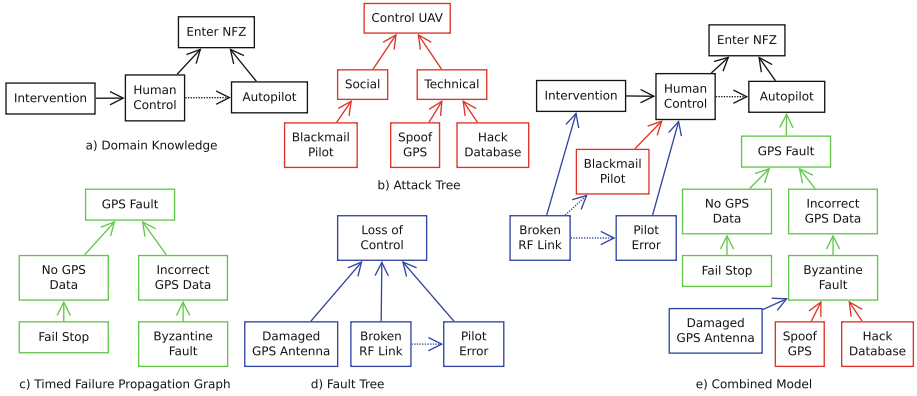 Enter NFZ
Intervention
Human
Control
Autopilot
a) Domain Knowledge
Control UAV
Social
Technical
Blackmail
Pilot
Spoof
GPS
Hack
Database
b) Attack Tree
GPS Fault
No GPS
Data
Incorrect
GPS Data
Fail Stop
Byzantine
Fault
c) Timed Failure Propagation Graph
Loss of
Control
Damaged
GPS Antenna
Broken
RF Link
Pilot
Error
d) Fault Tree
Enter NFZ
Intervention
Human
Control
Autopilot
GPS Fault
Blackmail
Pilot
No GPS
Data
Incorrect
GPS Data
Broken
RF Link
Pilot
Error
Fail Stop
Byzantine
Fault
Damaged
GPS Antenna
Spoof
GPS
Hack
Database
e) Combined Model